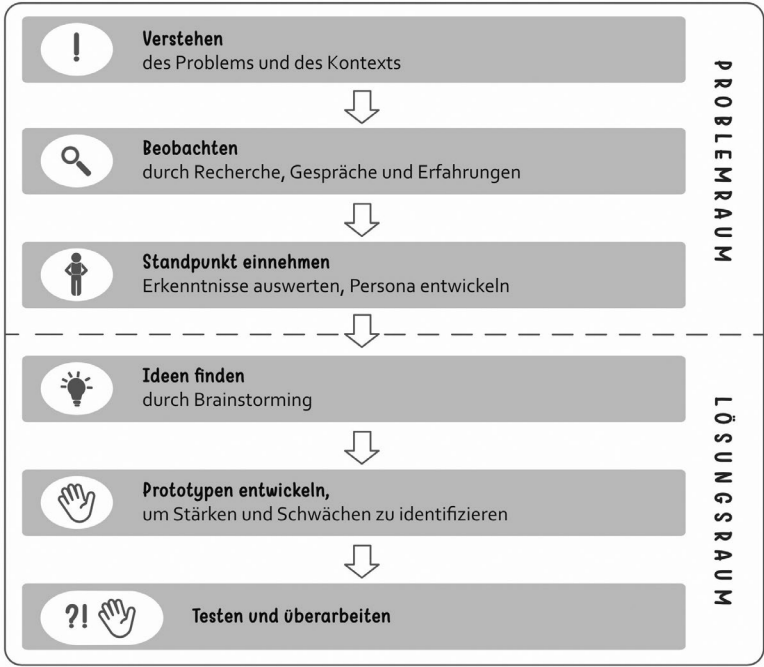 !
Verstehen
des Problems und des Kontexts
Beobachten
durch Recherche, Gespräche und Erfahrungen
Standpunkt einnehmen
Erkenntnisse auswerten, Persona entwickeln
PROBLEMRAUM
Ideen finden
durch Brainstorming
Prototypen entwickeln,
um Stärken und Schwächen zu identifizieren
?!
Testen und überarbeiten
LÖSUNGSRAUM